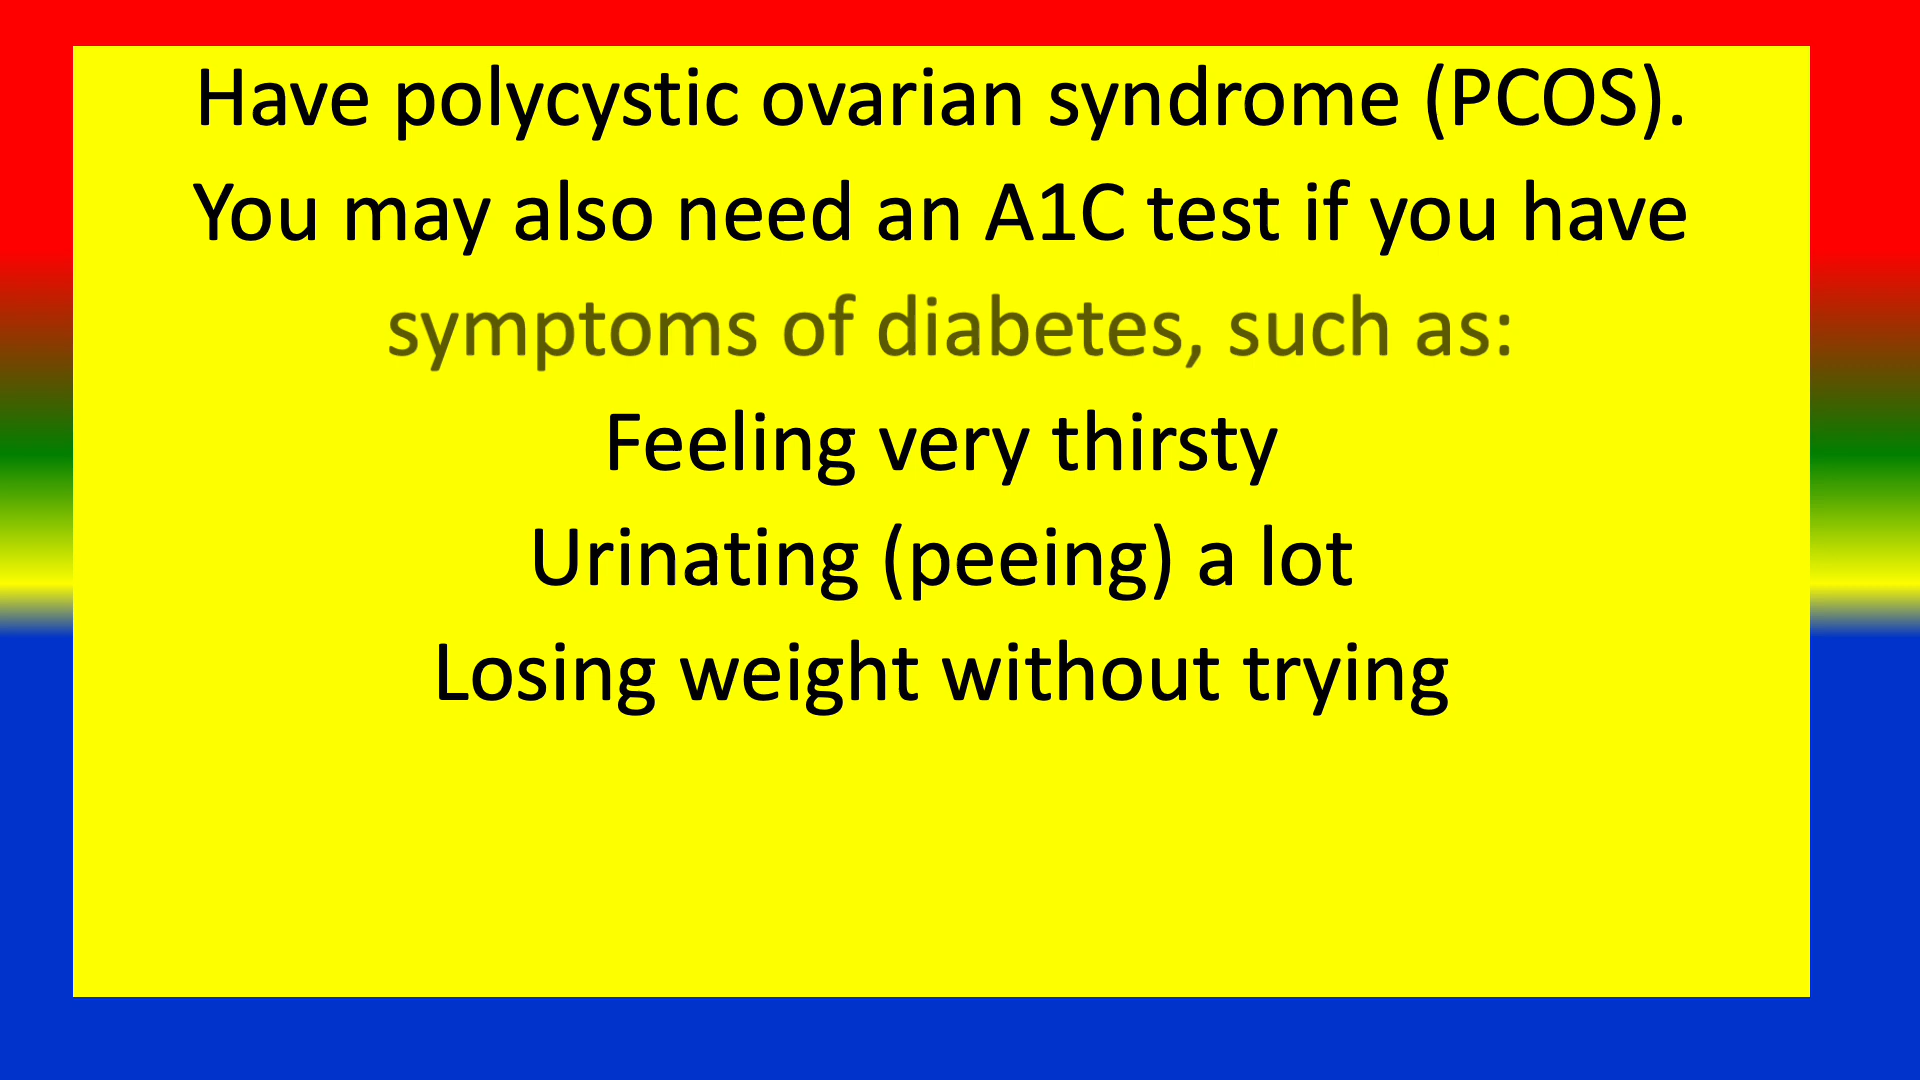 Have polycystic ovarian syndrome (PCOS).
You may also need an A1C test if you have
symptoms of diabetes, such as:
Feeling very thirsty
Urinating (peeing) a lot
Losing weight without trying